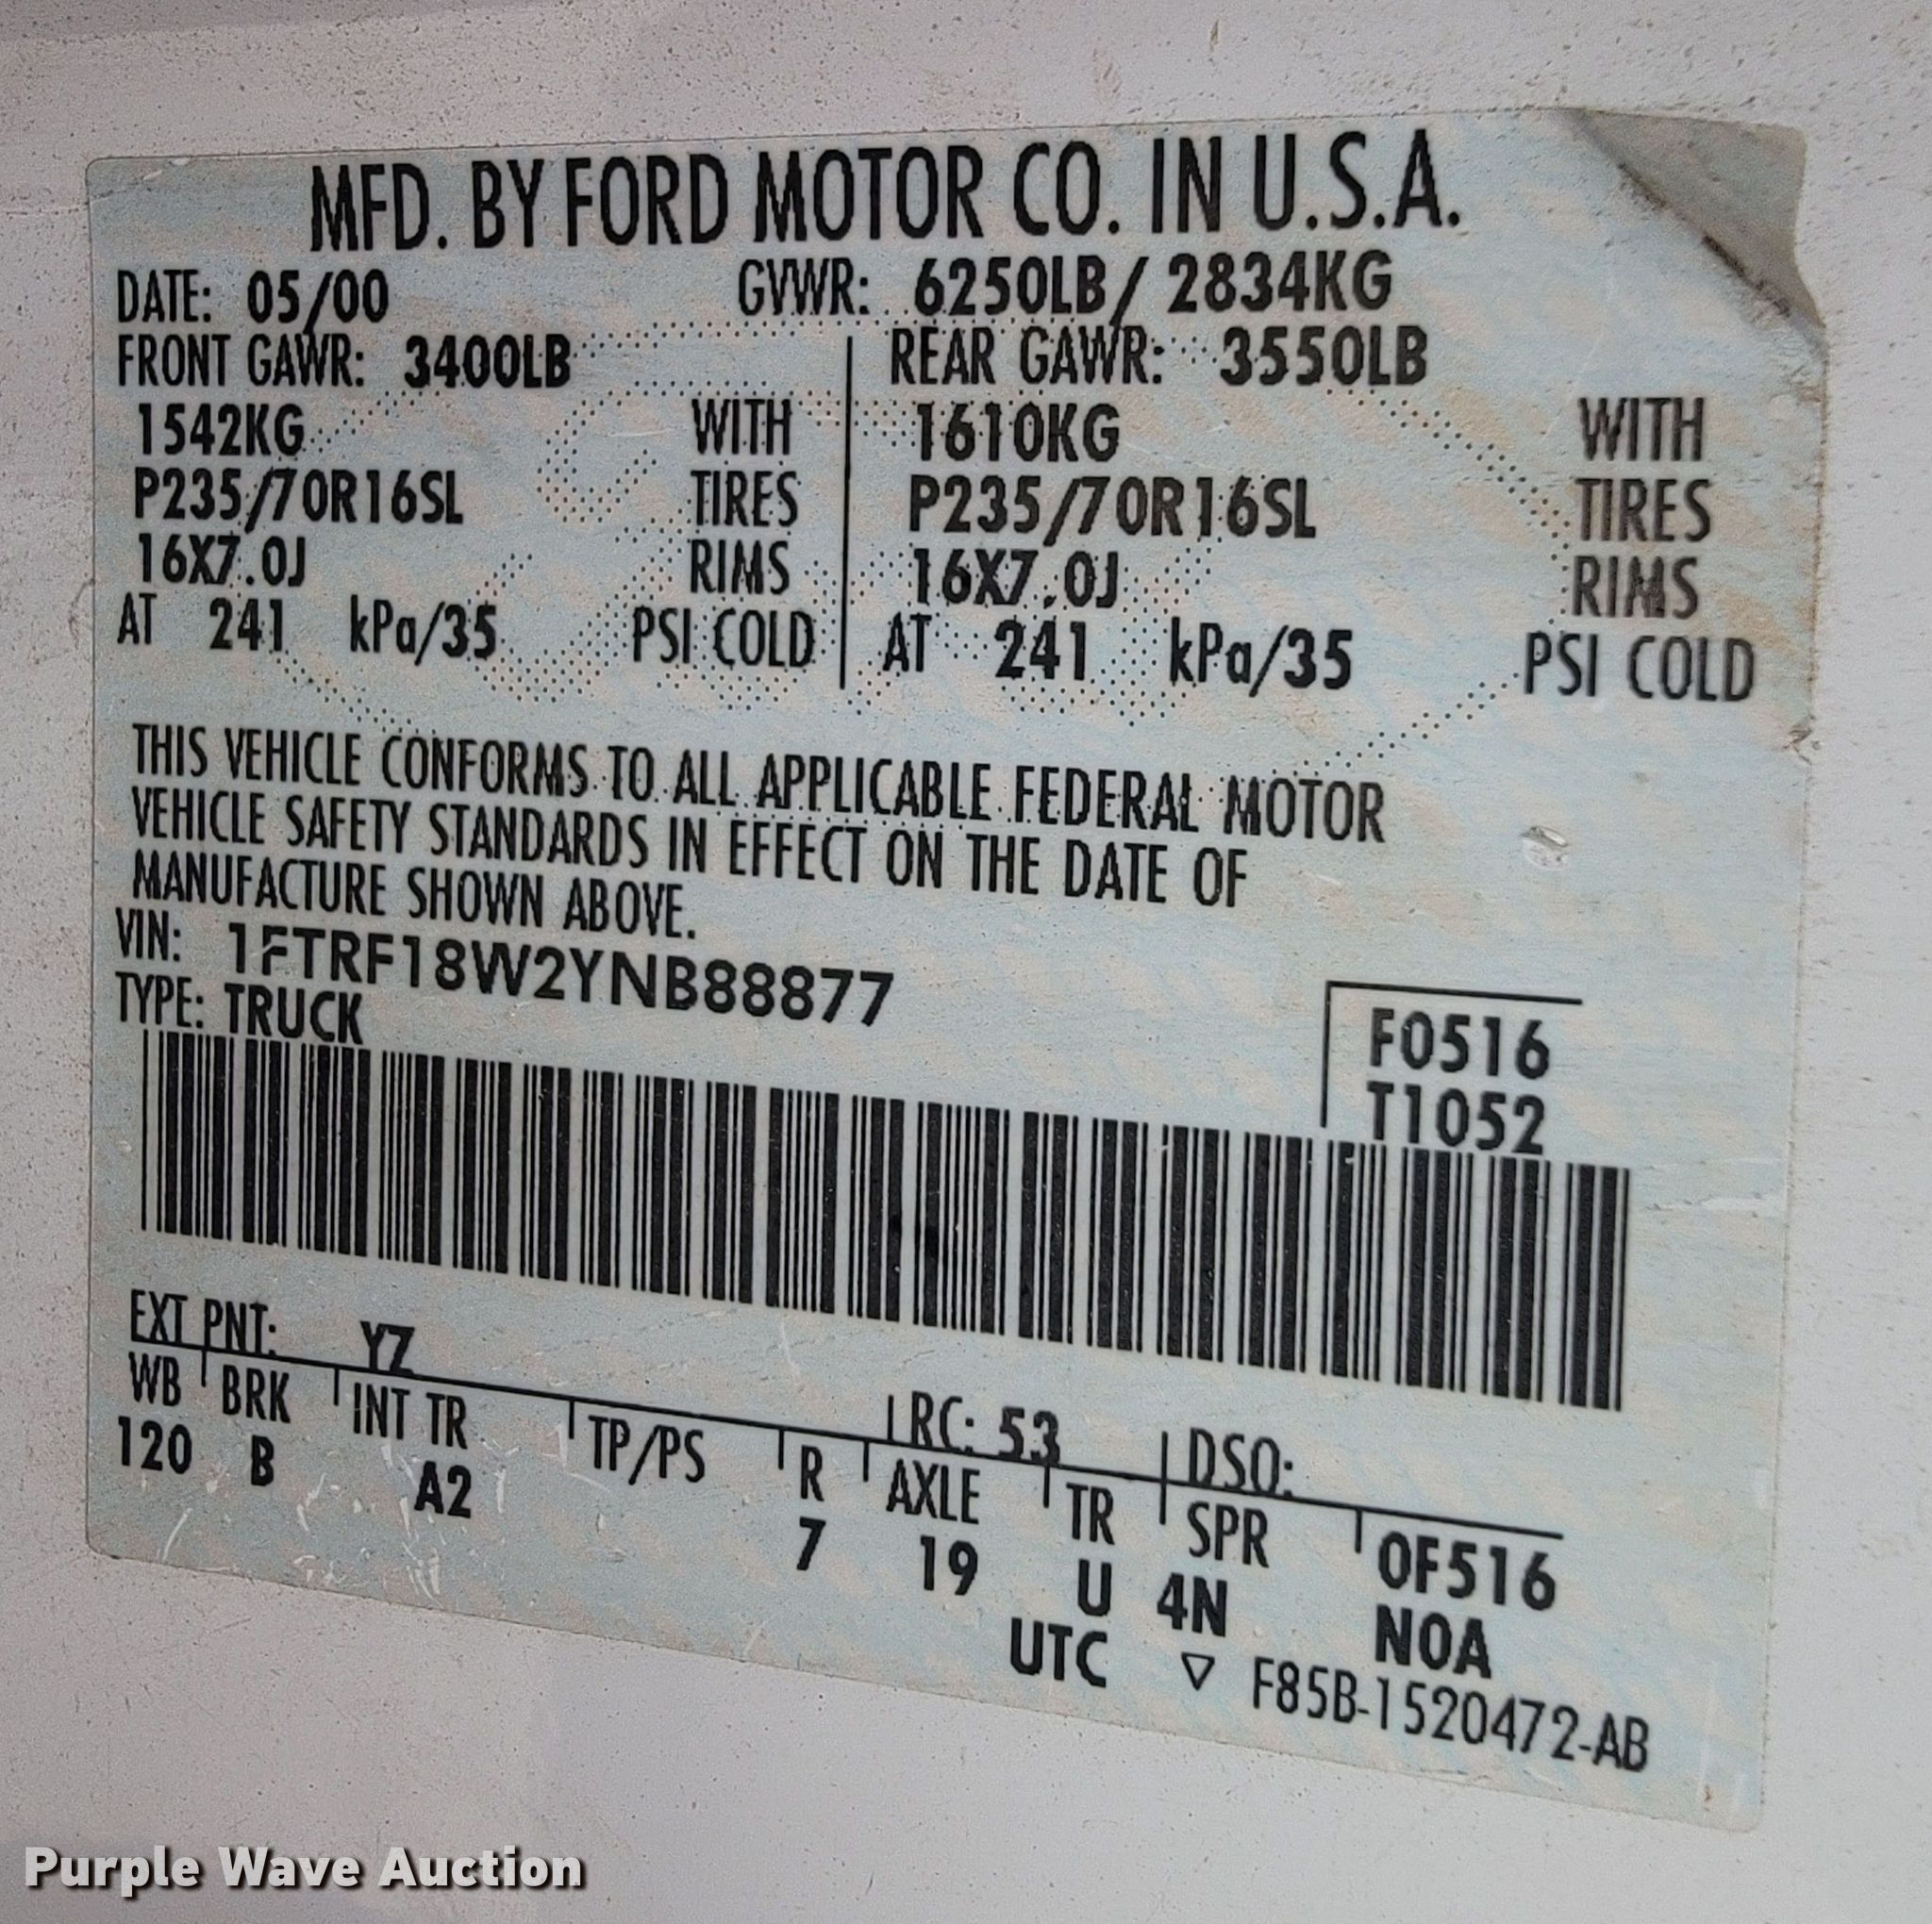 MFD. BY FORD MOTOR CO. IN U.S.A.
DATE: 05/00 GVWR: 6250LB/ 2834KG
FRONT GAWR: 3400LB REAR GAWR: 3550LB
1542KG WITH 1610KG WITH
P235/70R16SL TIRES P235/70R16SL TIRES
16X7.0J RIMS 16X7.0J RIMS
AT 241 kPa/35 PSI COLD AT 241 kPa/35 PSI COLD
THIS VEHICLE CONFORMS TO ALL APPLICABLE FEDERAL MOTOR
VEHICLE SAFETY STANDARDS IN EFFECT ON THE DATE OF
MANUFACTURE SHOWN ABOVE.
VIN: 1FTRF18W2YNB88877
TYPE: TRUCK
F0516
T1052
EXT PNT: YZ RC: 53 DSO:
WB BRK INT TR TP/PS R AXLE TR SPR 0F516
120 B A2 7 19 U 4N N0A
UTC ▽ F85B-1520472-AB
Purple Wave Auction